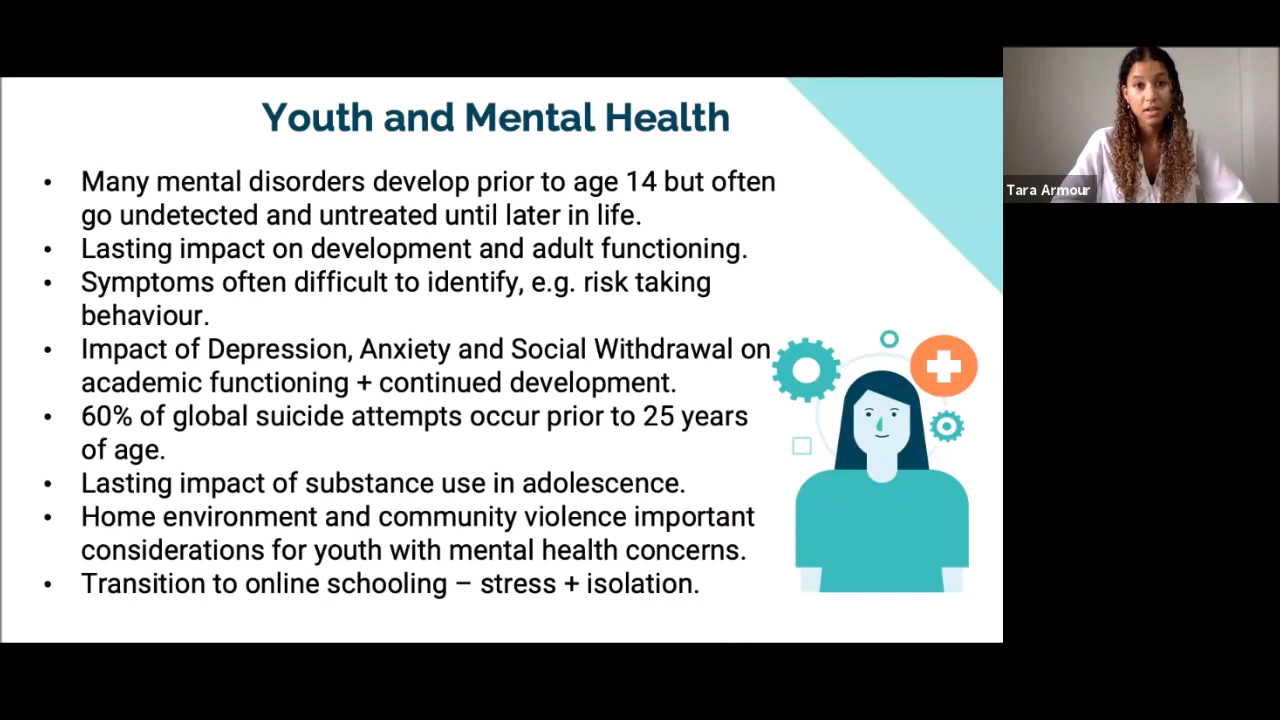 Youth and Mental Health
• Many mental disorders develop prior to age 14 but often
go undetected and untreated until later in life.
• Lasting impact on development and adult functioning.
• Symptoms often difficult to identify, e.g. risk taking
behaviour.
• Impact of Depression, Anxiety and Social Withdrawal on
academic functioning + continued development.
• 60% of global suicide attempts occur prior to 25 years
of age.
• Lasting impact of substance use in adolescence.
• Home environment and community violence important
considerations for youth with mental health concerns.
• Transition to online schooling – stress + isolation.
Tara Armour